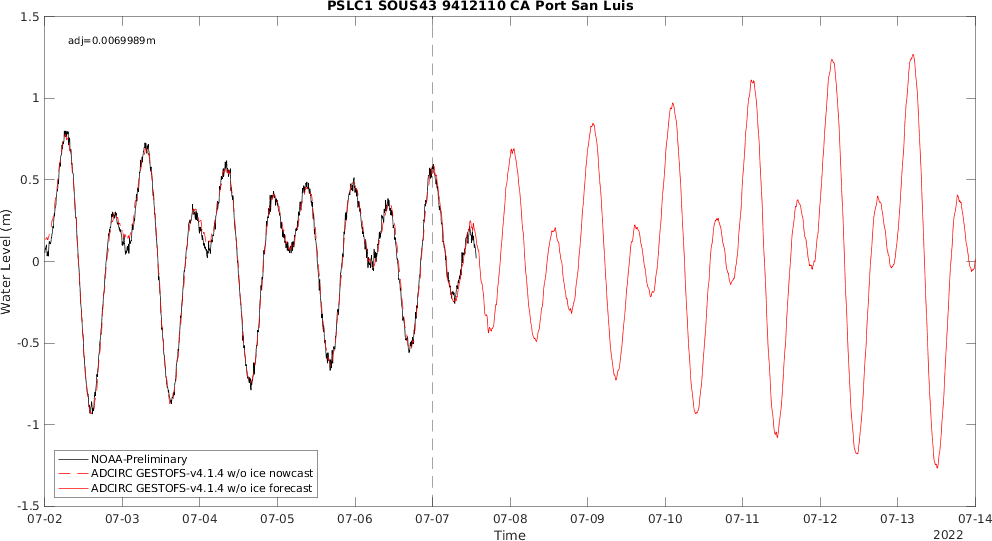 PSLC1 SOUS43 9412110 CA Port San Luis
adj=0.0069989m
1.5
1
0.5
0
-0.5
-1
-1.5
Water Level (m)
NOAA-Preliminary
ADCIRC GESTOFS-v4.1.4 w/o ice nowcast
ADCIRC GESTOFS-v4.1.4 w/o ice forecast
07-02 07-03 07-04 07-05 07-06 07-07 07-08 07-09 07-10 07-11 07-12 07-13 07-14
Time
2022